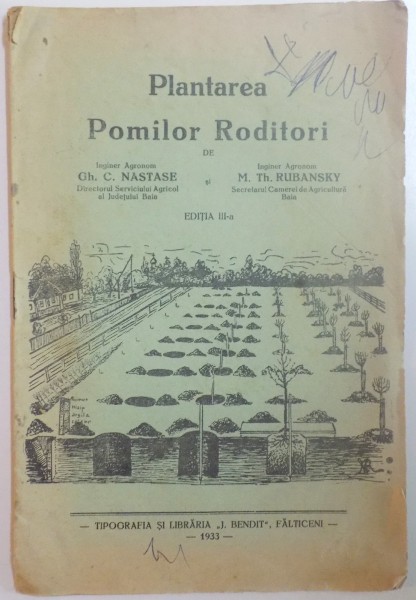 Plantarea
Pomilor Roditori
DE
Inginer Agronom
Gh. C. NASTASE
Directorul Serviciului Agricol
al Județului Baia
și
Inginer Agronom
M. Th. RUBANSKY
Secretarul Camerei de Agricultură
Baia
EDIȚIA III-a
— TIPOGRAFIA ȘI LIBRĂRIA „J. BENDIT“, FĂLTICENI —
— 1933 —